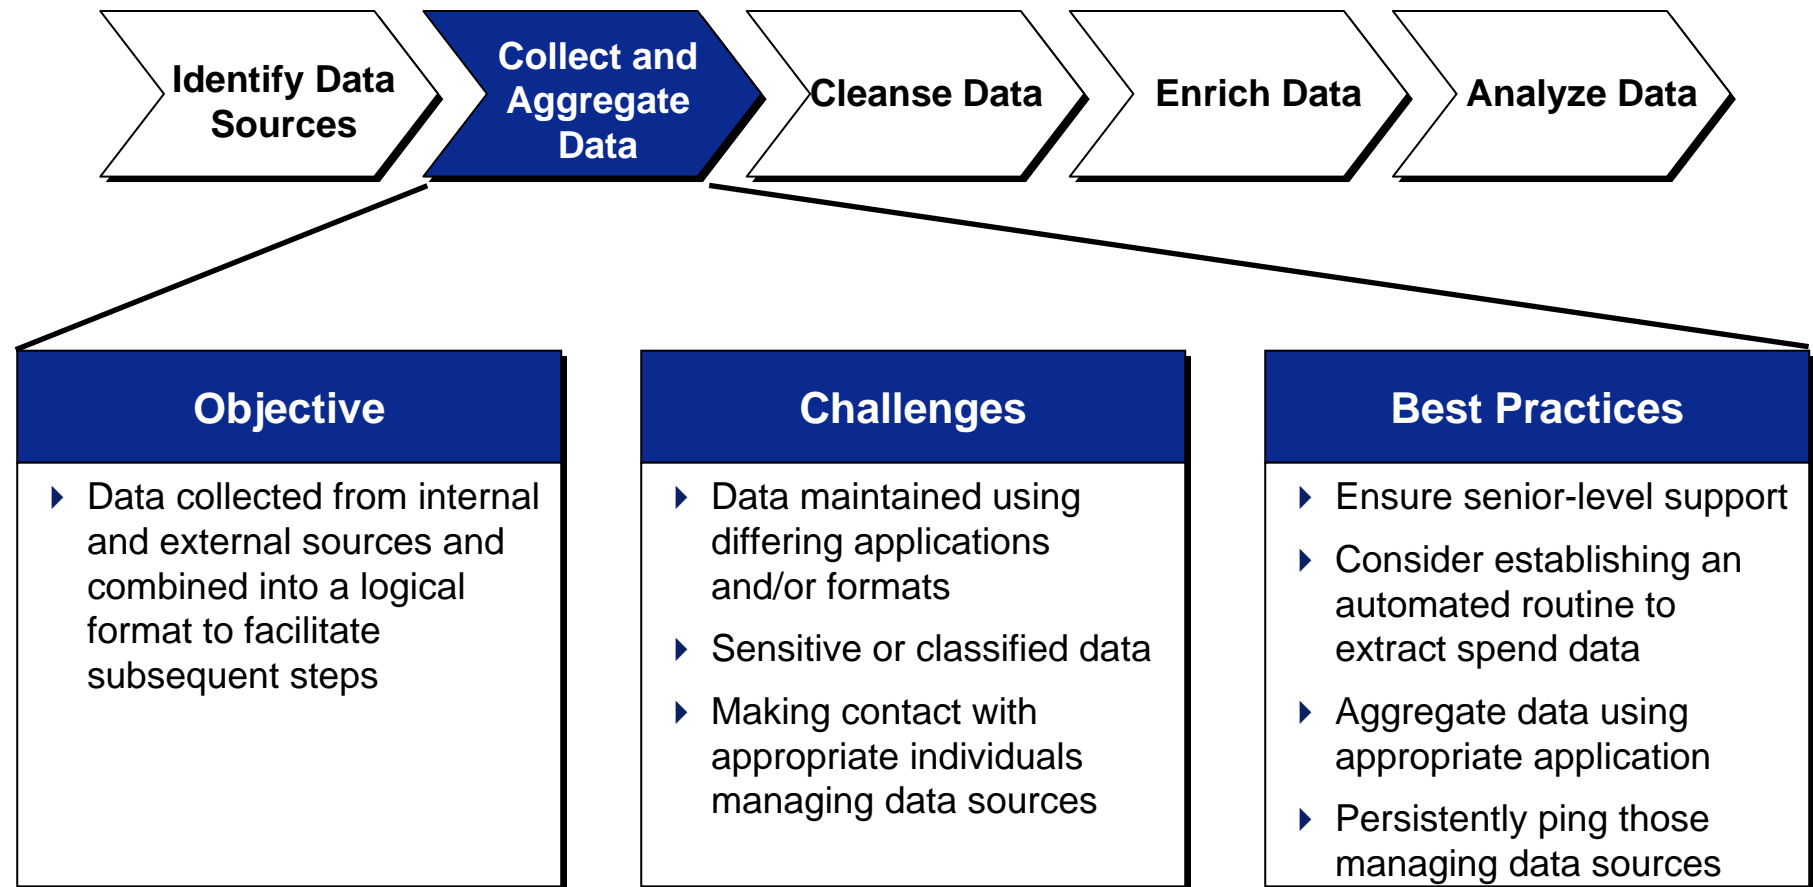 Identify Data
Sources
Collect and
Aggregate
Data
Cleanse Data
Enrich Data
Analyze Data
Objective
Data collected from internal
and external sources and
combined into a logical
format to facilitate
subsequent steps
Challenges
Data maintained using
differing applications
and/or formats
Sensitive or classified data
Making contact with
appropriate individuals
managing data sources
Best Practices
Ensure senior-level support
Consider establishing an
automated routine to
extract spend data
Aggregate data using
appropriate application
Persistently ping those
managing data sources